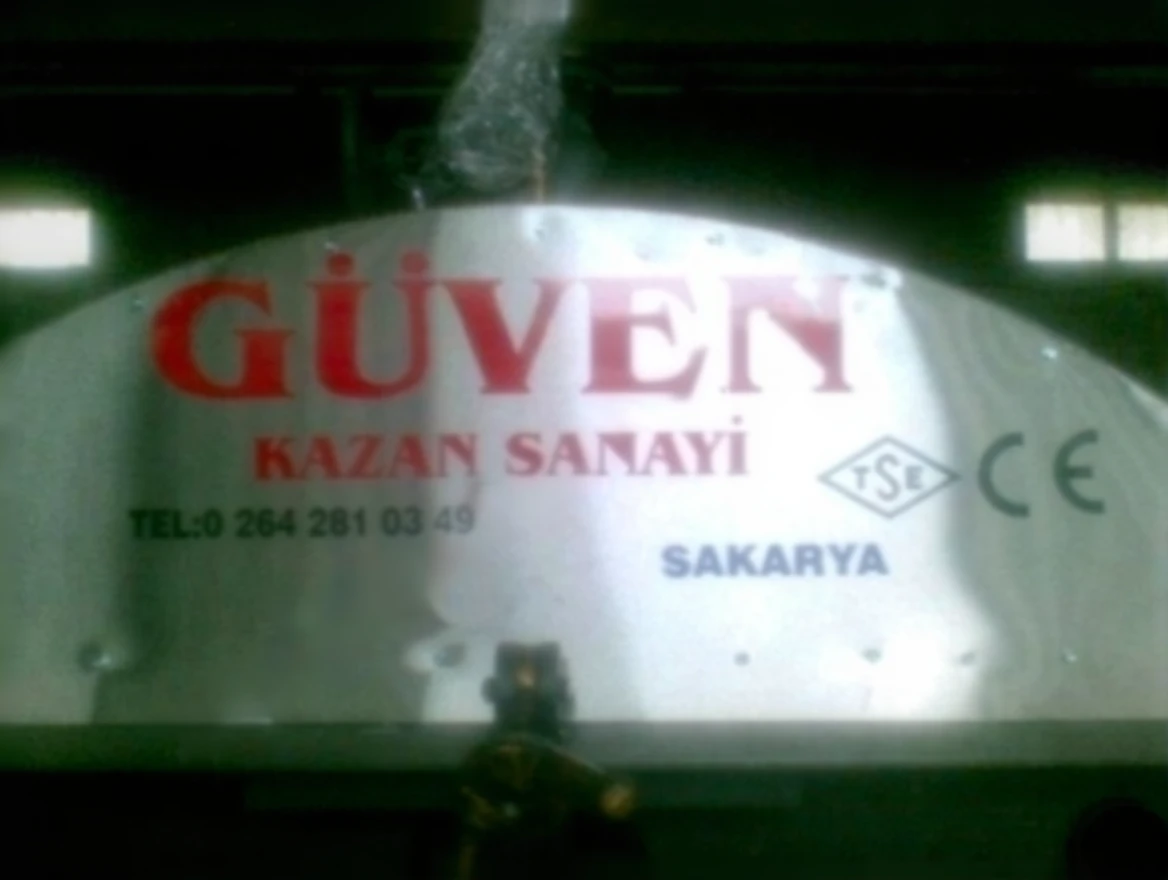 GÜVEN
KAZAN SANAYİ
TSE CE
TEL:0 264 281 03 49
SAKARYA